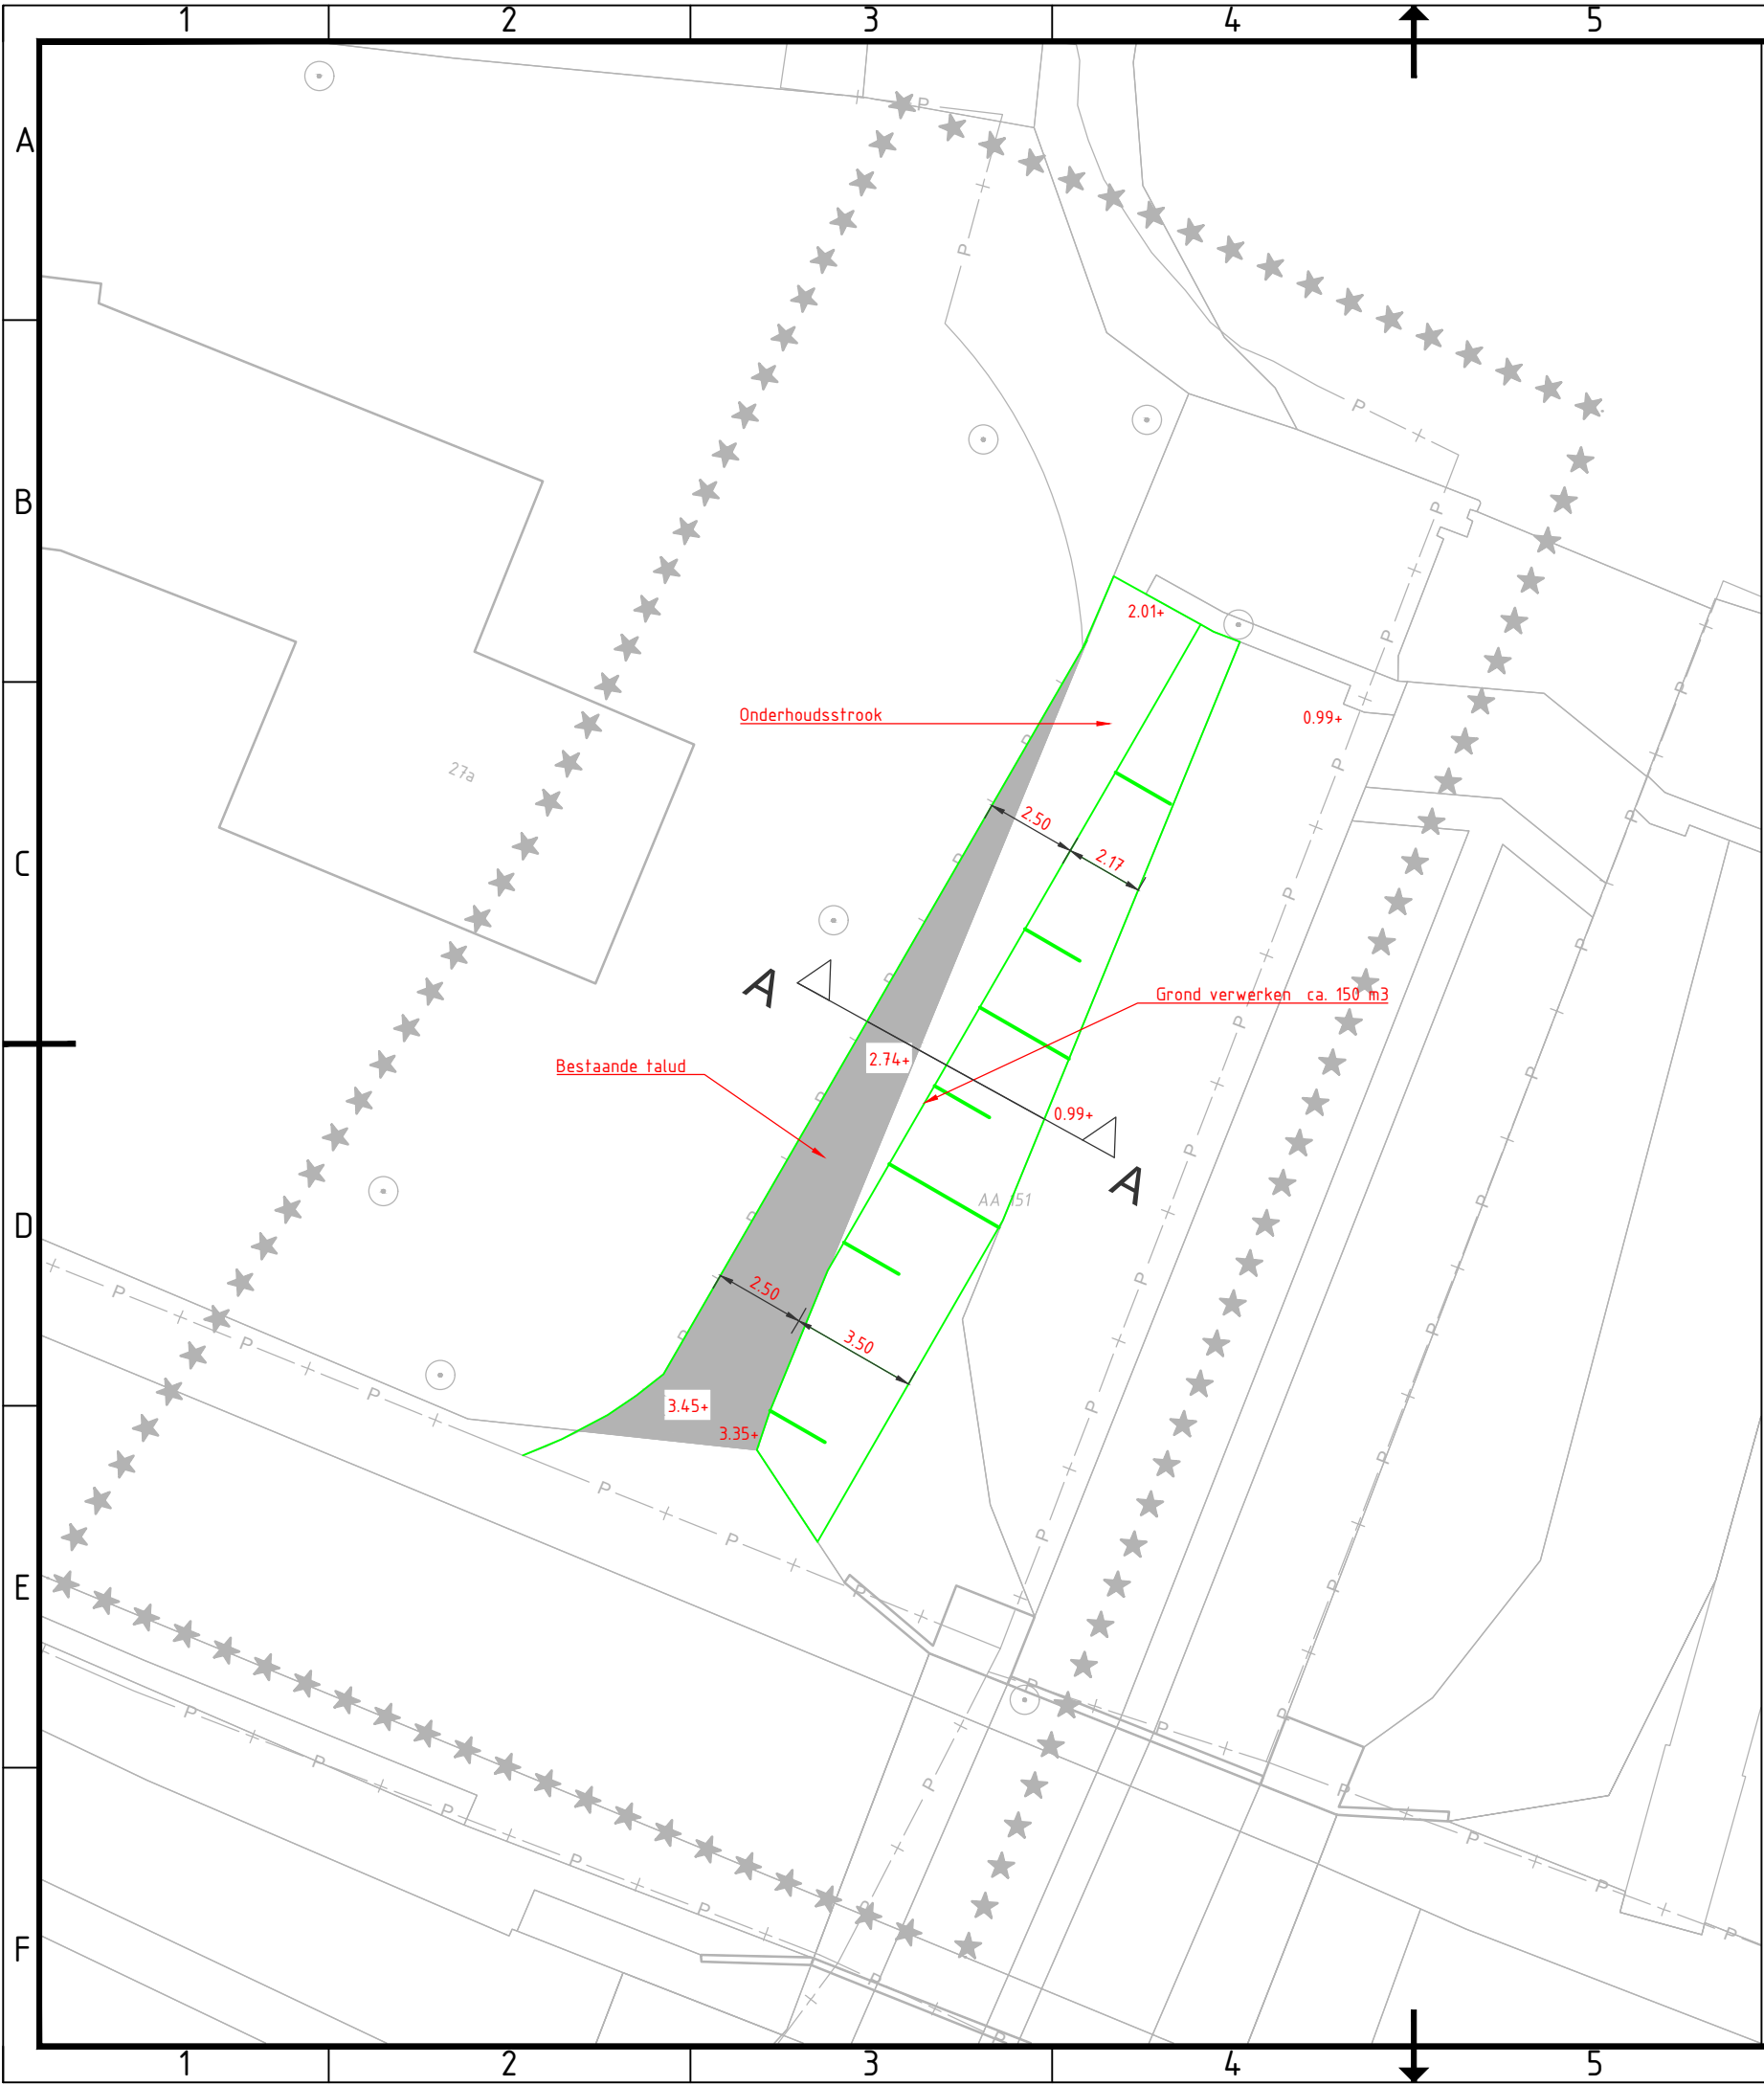 1 2 3 4 5
A
P
P
P
B
P
2.01+
P
Onderhoudsstrook
0.99+
P
P
27a
2.50
2.17
C
P
A
Grond verwerken ca. 150 m3
2.74+
Bestaande talud
0.99+
A
AA 151
D
P
P
2.50
3.50
P
3.45+
3.35+
P
P
E
P
P
P
P
P
P
P
P
F
P
P
1 2 3 4 5